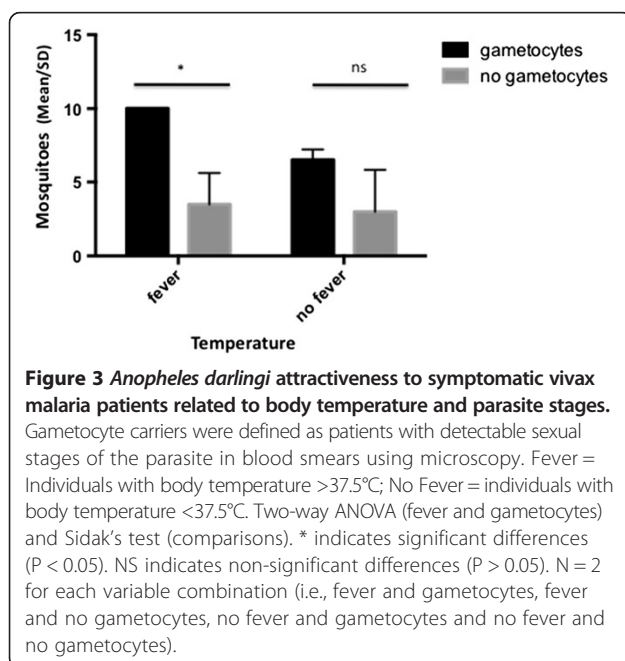 15
10
5
0
Mosquitoes (Mean/SD)
*
ns
gametocytes
no gametocytes
fever
no fever
Temperature
Figure 3 Anopheles darlingi attractiveness to symptomatic vivax
malaria patients related to body temperature and parasite stages.
Gametocyte carriers were defined as patients with detectable sexual
stages of the parasite in blood smears using microscopy. Fever =
Individuals with body temperature >37.5°C; No Fever = individuals with
body temperature <37.5°C. Two-way ANOVA (fever and gametocytes)
and Sidak's test (comparisons). * indicates significant differences
(P < 0.05). NS indicates non-significant differences (P > 0.05). N = 2
for each variable combination (i.e., fever and gametocytes, fever
and no gametocytes, no fever and gametocytes and no fever and
no gametocytes).